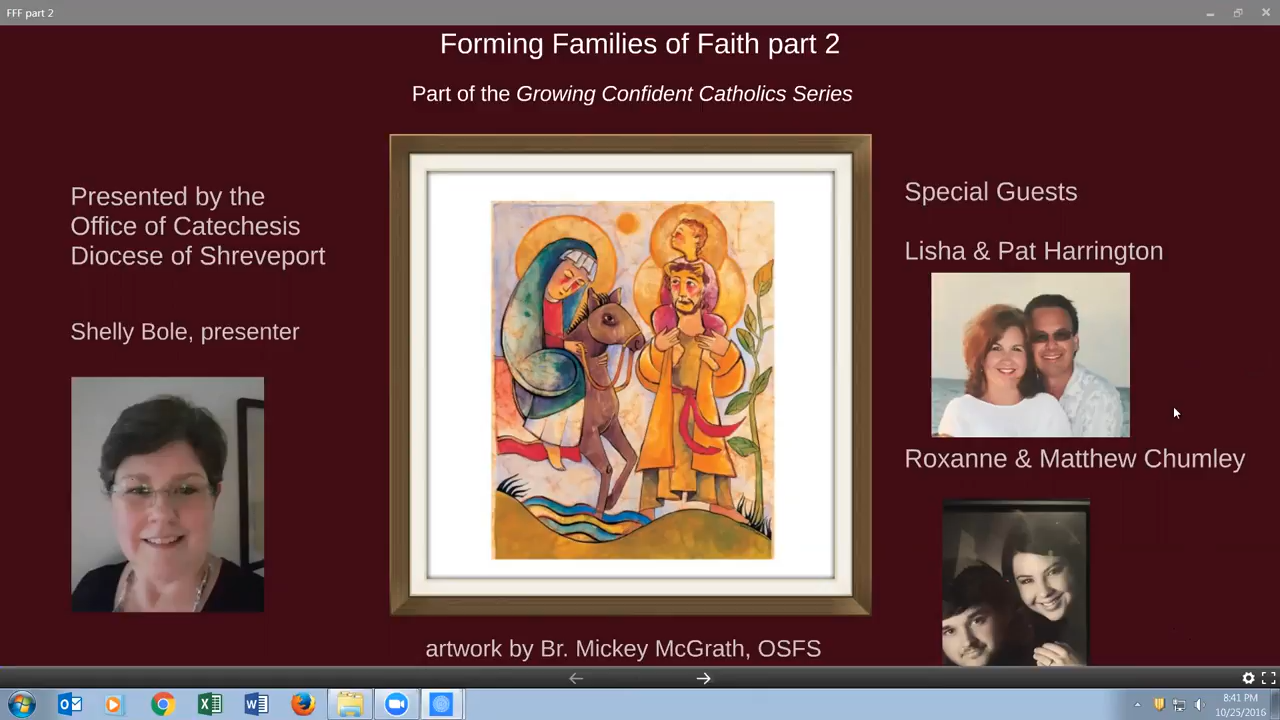 FFF part 2
Forming Families of Faith part 2
Part of the Growing Confident Catholics Series
Presented by the
Office of Catechesis
Diocese of Shreveport
Shelly Bole, presenter
Special Guests
Lisha & Pat Harrington
Roxanne & Matthew Chumley
artwork by Br. Mickey McGrath, OSFS
8:41 PM
10/25/2016